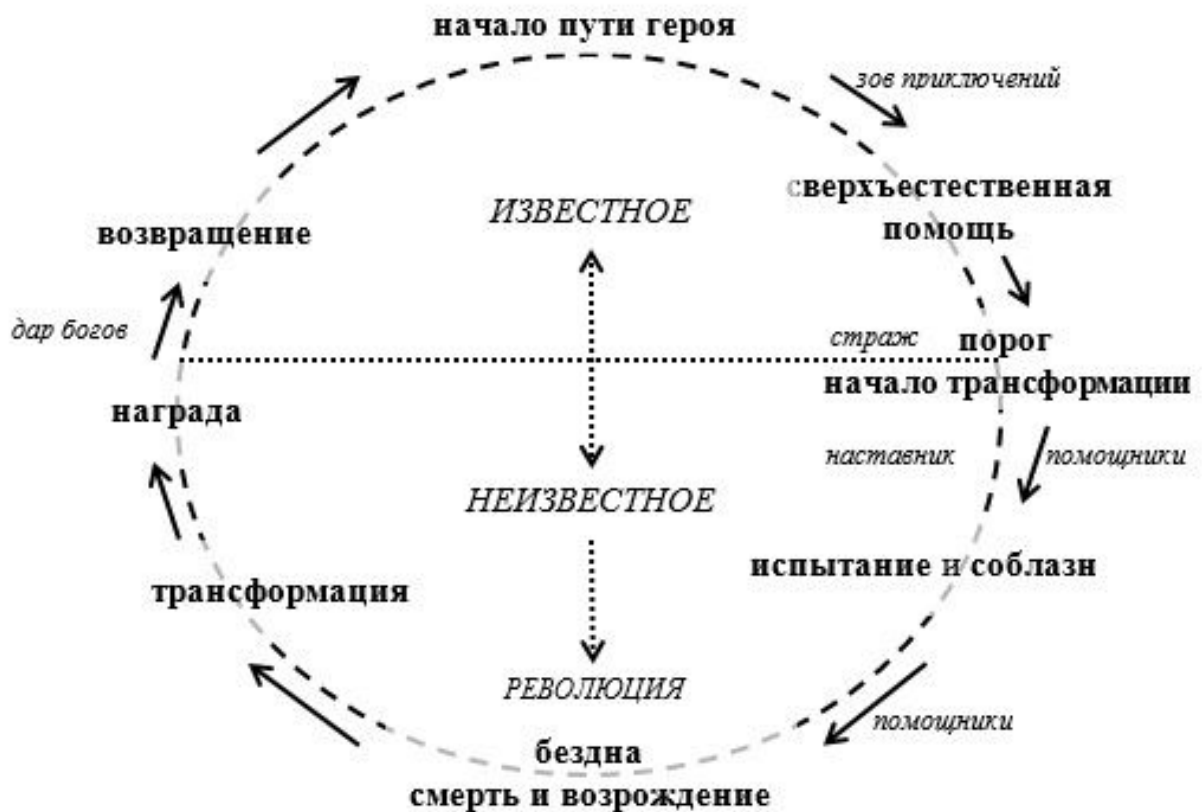 начало пути героя
зов приключений
сверхъестественная
помощь
ИЗВЕСТНОЕ
возвращение
дар богов
страж
порог
начало трансформации
награда
наставник
помощники
НЕИЗВЕСТНОЕ
испытание и соблазн
трансформация
РЕВОЛЮЦИЯ
помощники
бездна
смерть и возрождение